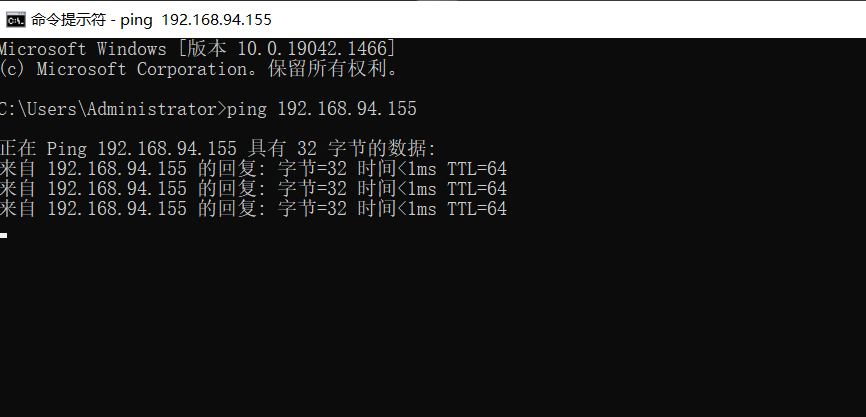 命令提示符 - ping  192.168.94.155
Microsoft Windows [版本 10.0.19042.1466]
(c) Microsoft Corporation。保留所有权利。
C:\Users\Administrator>ping 192.168.94.155
正在 Ping 192.168.94.155 具有 32 字节的数据:
来自 192.168.94.155 的回复: 字节=32 时间<1ms TTL=64
来自 192.168.94.155 的回复: 字节=32 时间<1ms TTL=64
来自 192.168.94.155 的回复: 字节=32 时间<1ms TTL=64